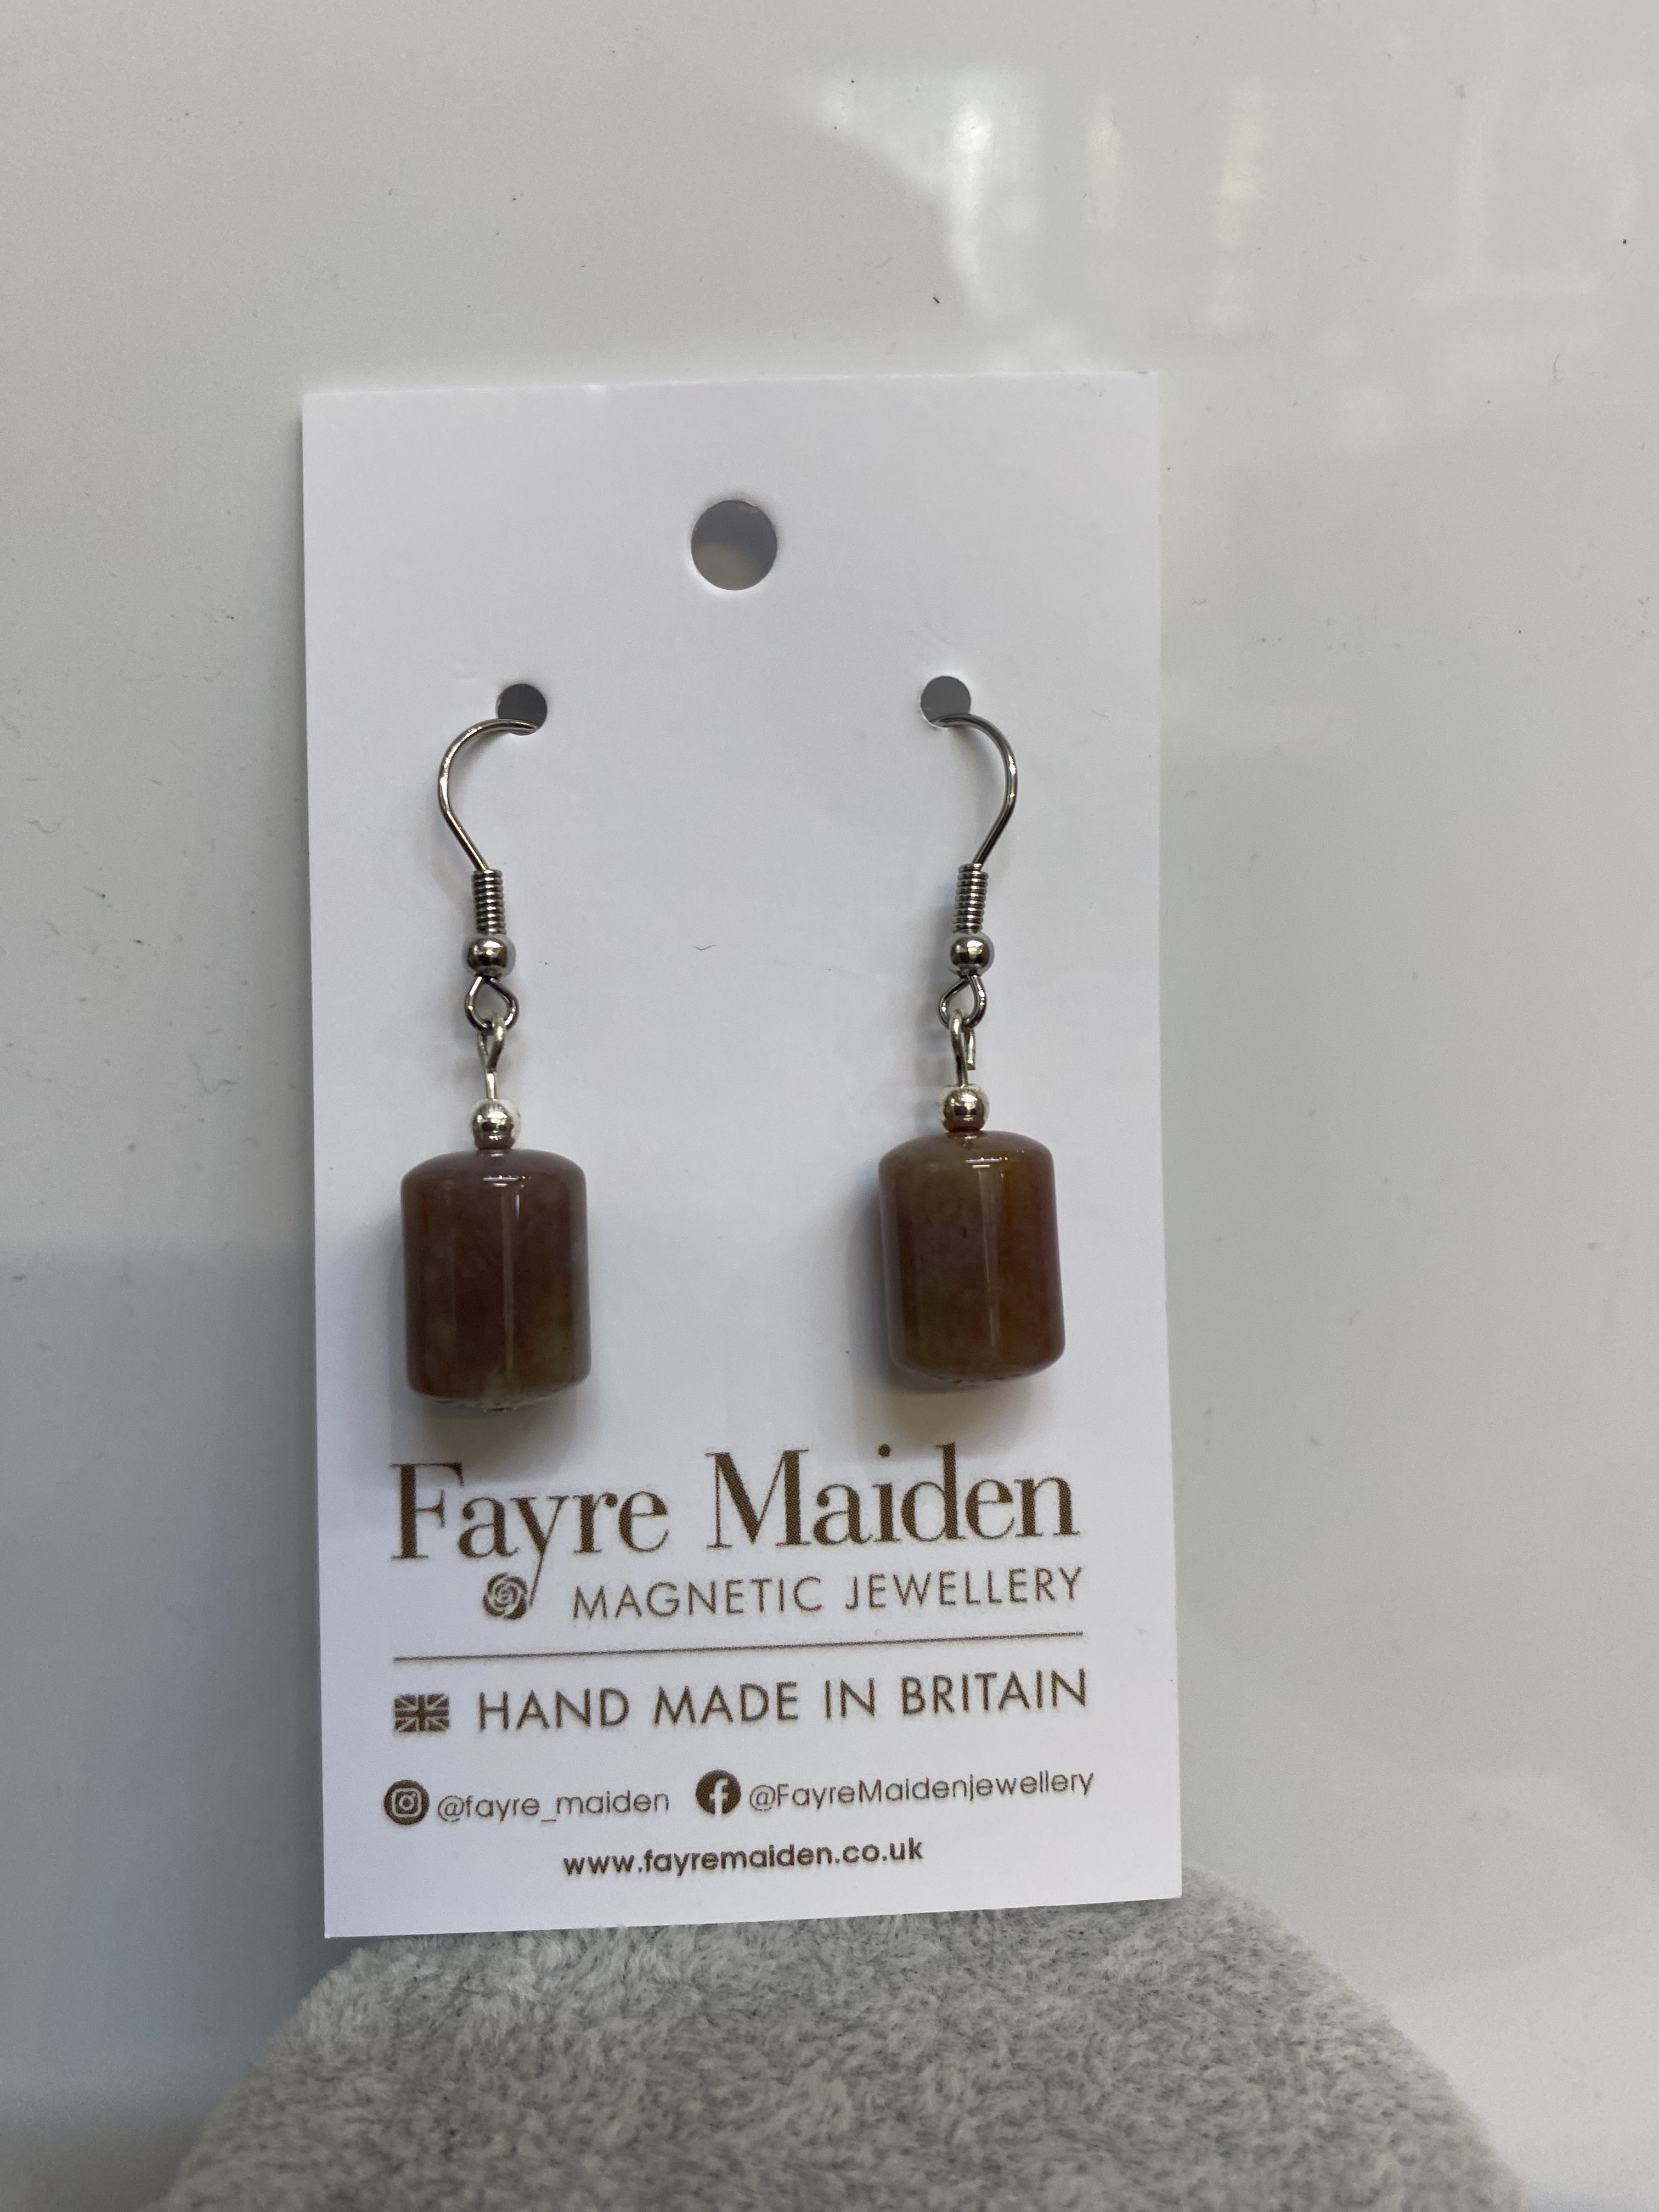 Fayre Maiden
MAGNETIC JEWELLERY
HAND MADE IN BRITAIN
@fayre_maiden @FayreMaidenjewellery
www.fayremaiden.co.uk